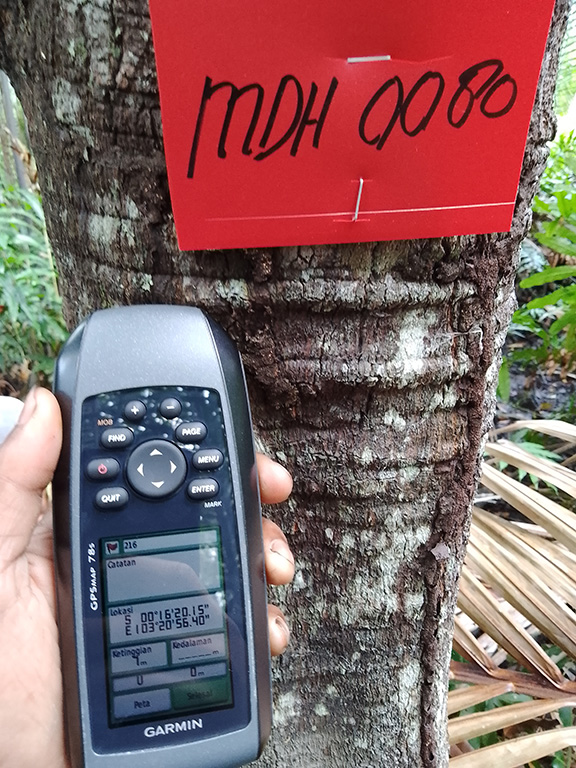 MDH 0080
MOB
+
-
FIND
PAGE
MENU
QUIT
ENTER
MARK
GPSMAP 78s
216
Catatan
Lokasi
S 00°16'20.15"
E 103°20'56.40"
Ketinggian
Kedalaman
7m
m
0m
Peta
Selesai
GARMIN